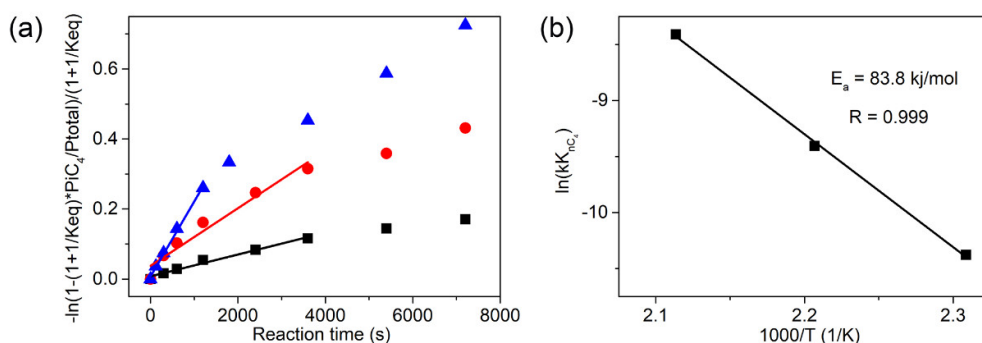 (a)
-ln(1-(1+1/Keq)*PiC₄/Ptotal)/(1+1/Keq)
0.6
0.4
0.2
0.0
0 2000 4000 6000 8000
Reaction time (s)
(b)
ln(kK_nC₄)
-9
-10
Eₐ = 83.8 kj/mol
R = 0.999
2.1 2.2 2.3
1000/T (1/K)